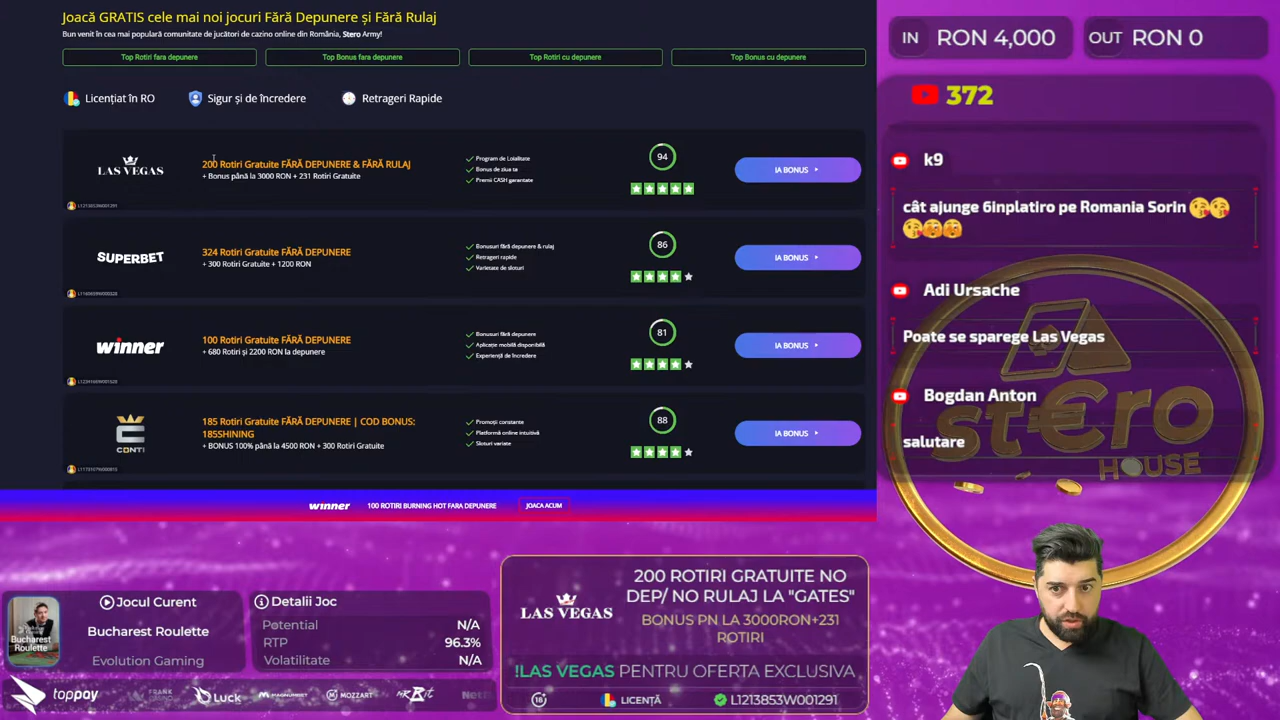 Joacă GRATIS cele mai noi jocuri Fără Depunere și Fără Rulaj
Bun venit în cea mai populara comunitate de jucători de cazino online din România, Stero Army!
Top Rotiri fara depunere
Top Bonus fara depunere
Top Rotiri cu depunere
Top Bonus cu depunere
Licențiat în RO
Sigur și de încredere
Retrageri Rapide
LAS VEGAS
200 Rotiri Gratuite FĂRĂ DEPUNERE & FĂRĂ RULAJ
+ Bonus până la 3000 RON + 231 Rotiri Gratuite
Program de Loialitate
Bonus de ziua ta
Premii CASH garantate
94
IA BONUS
SUPERBET
324 Rotiri Gratuite FĂRĂ DEPUNERE
+ 300 Rotiri Gratuite + 1200 RON
Bonusuri fără depunere & rulaj
Retrageri rapide
Varietate de sloturi
86
IA BONUS
winner
100 Rotiri Gratuite FĂRĂ DEPUNERE
+ 680 Rotiri și 2200 RON la depunere
Bonusuri fără depunere
Aplicație mobilă disponibilă
Experiență de încredere
81
IA BONUS
CONTI
185 Rotiri Gratuite FĂRĂ DEPUNERE | COD BONUS:
185SHINING
+ BONUS 100% până la 4500 RON + 300 Rotiri Gratuite
Promoții constante
Platformă online intuitivă
Sloturi variate
88
IA BONUS
winner
100 ROTIRI BURNING HOT FARA DEPUNERE
JOACA ACUM
IN RON 4,000
OUT RON 0
372
k9
cât ajunge 6inplatiro pe Romania Sorin 😘😘
😘🫣🫣
Adi Ursache
Poate se sparege Las Vegas
Bogdan Anton
salutare
st€ro
HOUSE
Bucharest
Roulette
Jocul Curent
Bucharest Roulette
Evolution Gaming
Detalii Joc
Potential N/A
RTP 96.3%
Volatilitate N/A
toppay
FRANK
CASINO
Luck
MAGNUMBET
MOZZART
LAS VEGAS
200 ROTIRI GRATUITE NO
DEP/ NO RULAJ LA "GATES"
BONUS PN LA 3000RON+231
ROTIRI
!LAS VEGAS PENTRU OFERTA EXCLUSIVA
18
LICENȚĂ
L1213853W001291